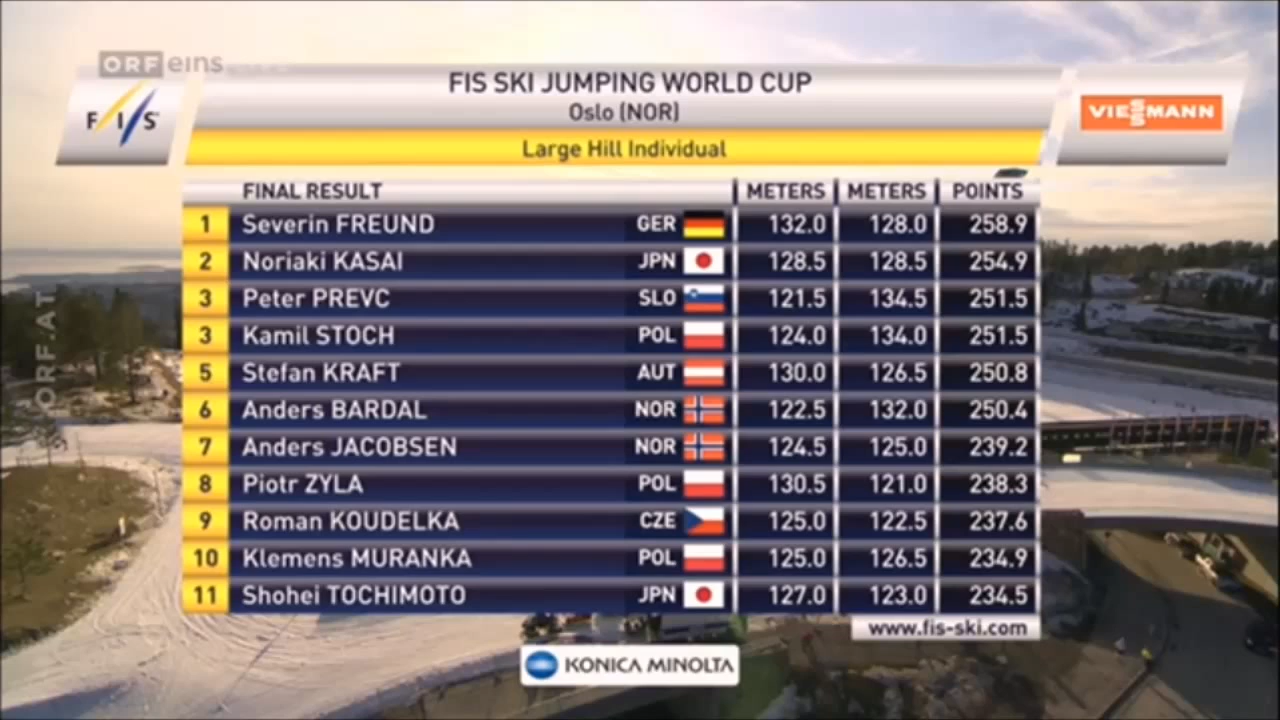 ORF eins
FIS SKI JUMPING WORLD CUP
Oslo (NOR)
FIS
VIESSMANN
Large Hill Individual
FINAL RESULT METERS METERS POINTS
1 Severin FREUND GER 132.0 128.0 258.9
2 Noriaki KASAI JPN 128.5 128.5 254.9
3 Peter PREVC SLO 121.5 134.5 251.5
3 Kamil STOCH POL 124.0 134.0 251.5
5 Stefan KRAFT AUT 130.0 126.5 250.8
6 Anders BARDAL NOR 122.5 132.0 250.4
7 Anders JACOBSEN NOR 124.5 125.0 239.2
8 Piotr ZYLA POL 130.5 121.0 238.3
9 Roman KOUDELKA CZE 125.0 122.5 237.6
10 Klemens MURANKA POL 125.0 126.5 234.9
11 Shohei TOCHIMOTO JPN 127.0 123.0 234.5
www.fis-ski.com
KONICA MINOLTA
ORF.AT